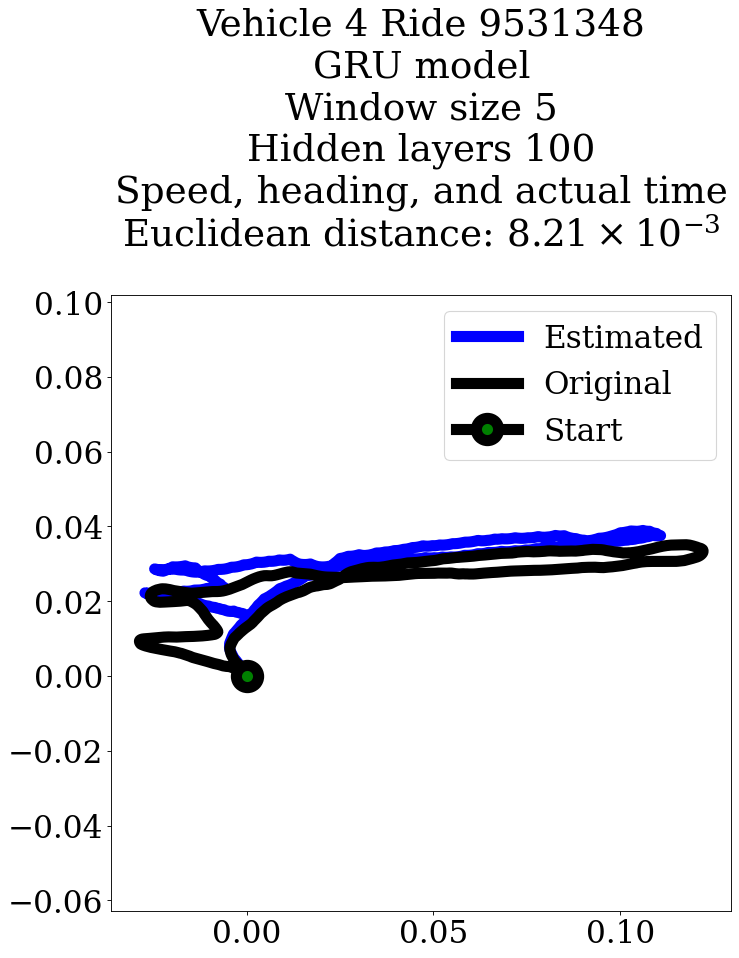 Vehicle 4 Ride 9531348
GRU model
Window size 5
Hidden layers 100
Speed, heading, and actual time
Euclidean distance: 8.21 × 10⁻³
0.10
0.08
0.06
0.04
0.02
0.00
−0.02
−0.04
−0.06
Estimated
Original
Start
0.00
0.05
0.10